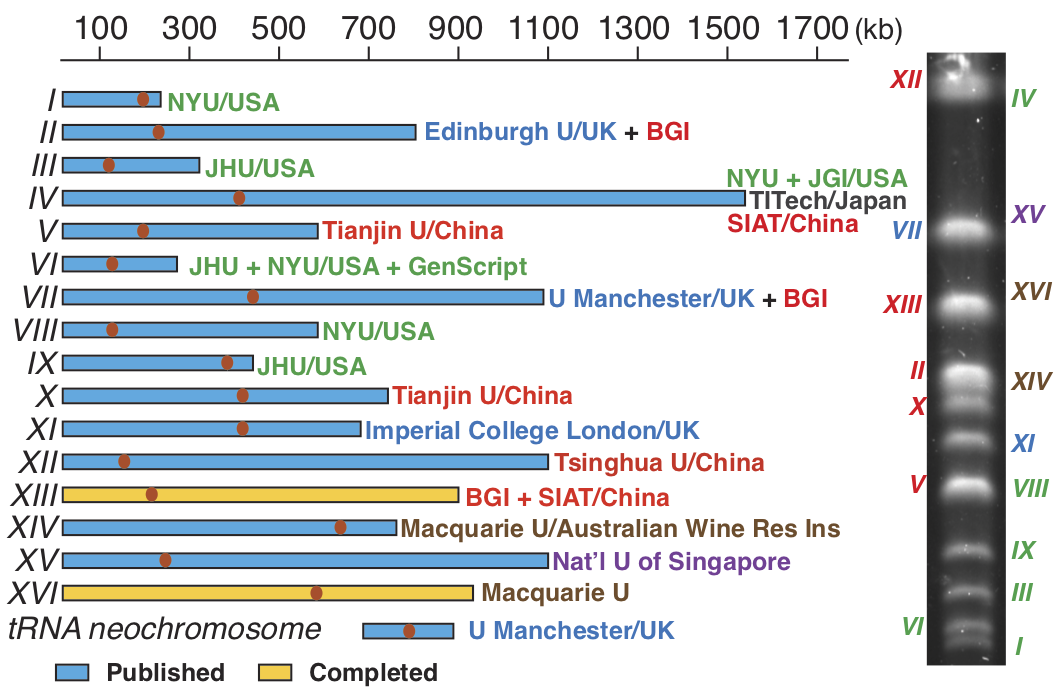 100 300 500 700 900 1100 1300 1500 1700 (kb)
I NYU/USA
II Edinburgh U/UK + BGI
III JHU/USA
NYU + JGI/USA
IV TITech/Japan
SIAT/China
V Tianjin U/China
VI JHU + NYU/USA + GenScript
VII U Manchester/UK + BGI
VIII NYU/USA
IX JHU/USA
X Tianjin U/China
XI Imperial College London/UK
XII Tsinghua U/China
XIII BGI + SIAT/China
XIV Macquarie U/Australian Wine Res Ins
XV Nat’l U of Singapore
XVI Macquarie U
tRNA neochromosome U Manchester/UK
Published Completed
XII
IV
XV
VII
XVI
XIII
II
XIV
X
XI
V
VIII
IX
III
VI
I